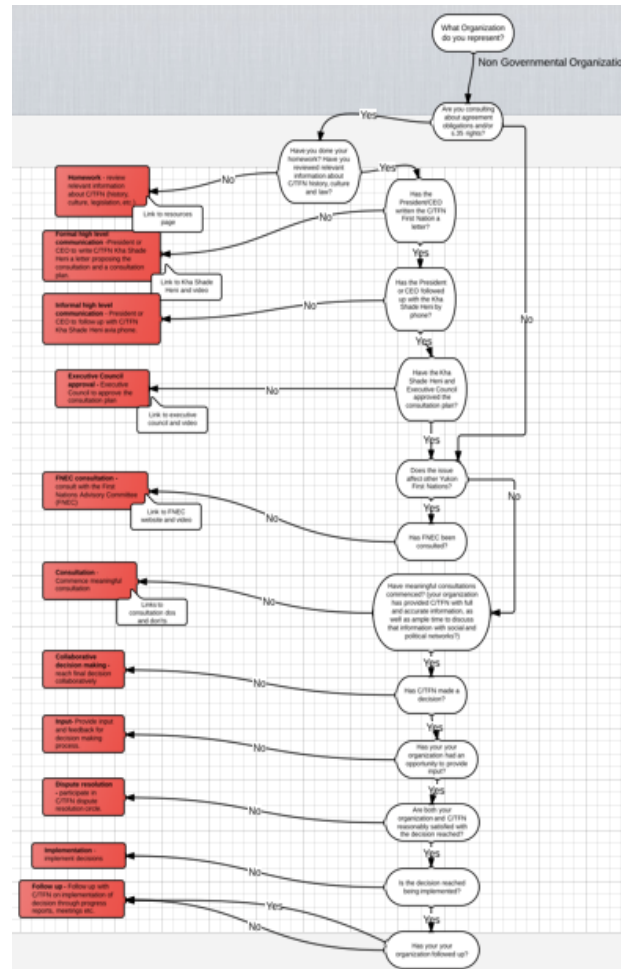 What Organization
do you represent?
Non Governmental Organizatio
Are you consulting
about agreement
obligations and/or
s.35 rights?
Yes
No
Have you done your
homework? Have you
reviewed relevant
information about
C/TFN history, culture
and law?
No
Yes
Homework - review
relevant information
about C/TFN (history,
culture, legislation, etc.)
Link to resources
page
Has the
President/CEO
written the C/TFN
First Nation a
letter?
No
Yes
Formal high level
communication -President or
CEO to write C/TFN Kha Shade
Heni a letter proposing the
consultation and a consultation
plan.
Link to Kha Shade
Heni and video
Has the President
or CEO followed
up with the Kha
Shade Heni by
phone?
No
Yes
Informal high level
communication - President or
CEO to follow up with C/TFN
Kha Shade Heni via phone.
Have the Kha
Shade Heni and
Executive Council
approved the
consultation plan?
No
Yes
Executive Council
approval - Executive
Council to approve the
consultation plan
Link to executive
council and video
Does the issue
affect other Yukon
First Nations?
Yes
No
Has FNEC been
consulted?
No
FNEC consultation -
consult with the First
Nations Advisory Committee
(FNEC)
Link to FNEC
website and video
Have meaningful consultations
commenced? (your organization
has provided C/TFN with full
and accurate information, as
well as ample time to discuss
that information with social and
political networks?)
No
Yes
Consultation -
Commence meaningful
consultation
Links to
consultation dos
and don'ts.
Has C/TFN made a
decision?
No
Yes
Collaborative
decision making -
reach final decision
collaboratively
Has your your
organization had an
opportunity to provide
input?
No
Yes
Input- Provide input
and feedback for
decision making
process.
Are both your
organization and C/TFN
reasonably satisfied with
the decision reached?
No
Yes
Dispute resolution
- participate in
C/TFN dispute
resolution circle.
Is the decision reached
being implemented?
No
Yes
Implementation -
implement decisions
Has your your
organization followed up?
Yes
No
Follow up - Follow up with
C/TFN on implementation of
decision through progress
reports, meetings etc.